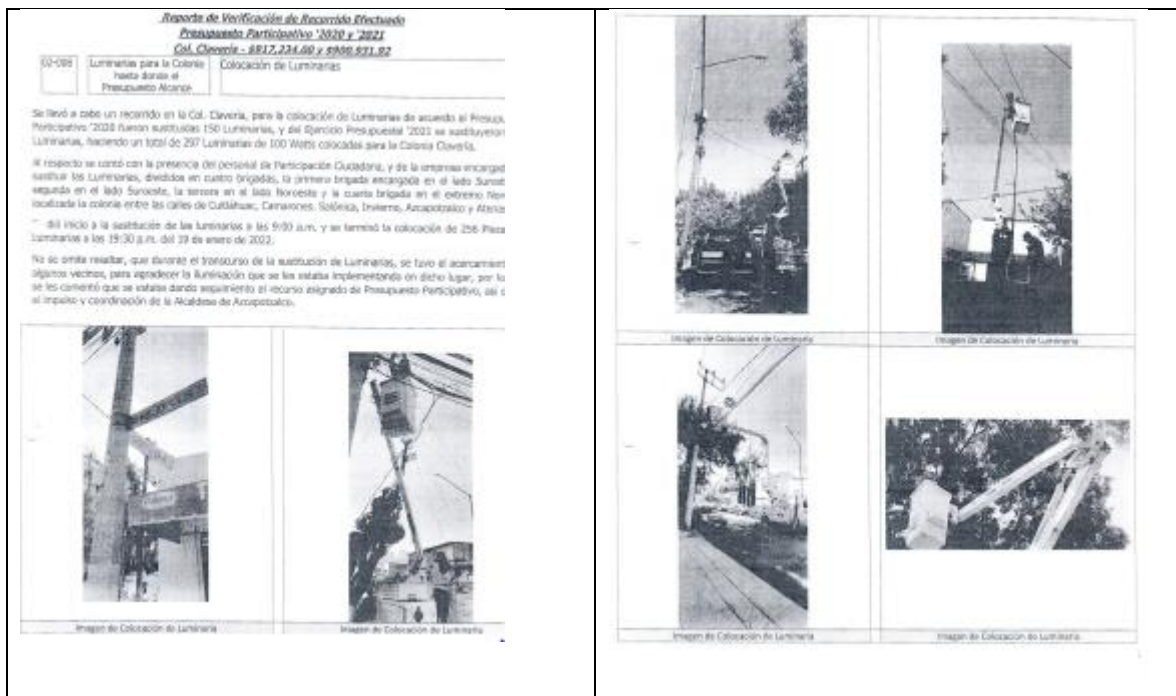 Reporte de Verificación de Recorrido Efectuado
Presupuesto Participativo '2020 y '2021
Col. Clavería - $917,234.00 y $900,931.92
02-008
Luminarias para la Colonia
hasta donde el
Presupuesto Alcance
Colocación de Luminarias
Se llevó a cabo un recorrido en la Col. Clavería, para la colocación de Luminarias de acuerdo al
Participativo '2020 fueron sustituidas 150 Luminarias, y del Ejercicio Presupuestal '2021 se sustituyeron
Luminarias, haciendo un total de 297 Luminarias de 100 Watts colocadas para la Colonia Clavería.
Al respecto se contó con la presencia del personal de Participación Ciudadana, y de la empresa
sustituir las Luminarias, divididos en cuatro brigadas, la primera brigada encargada en el lado
segunda en el lado Suroeste, la tercera en el lado Noroeste y la cuarta brigada en el extremo
localizada la colonia entre las calles de Cuitláhuac, Camarones, Salónica, Invierno, Azcapotzalco y
del inicio a la sustitución de las luminarias a las 9:00 a.m. y se terminó la colocación de 256
Luminarias a las 19:30 p.m. del 19 de enero de 2022.
No se omite resaltar, que durante el transcurso de la sustitución de Luminarias, se tuvo el
algunos vecinos, para agradecer la iluminación que se les estaba implementando en dicho lugar, por
se les comentó que se estaba dando seguimiento al recurso asignado de Presupuesto Participativo, así
el impulso y coordinación de la Alcaldesa de Azcapotzalco.
Imagen de Colocación de Luminaria
Imagen de Colocación de Luminaria
Imagen de Colocación de Luminaria
Imagen de Colocación de Luminaria
Imagen de Colocación de Luminaria
Imagen de Colocación de Luminaria